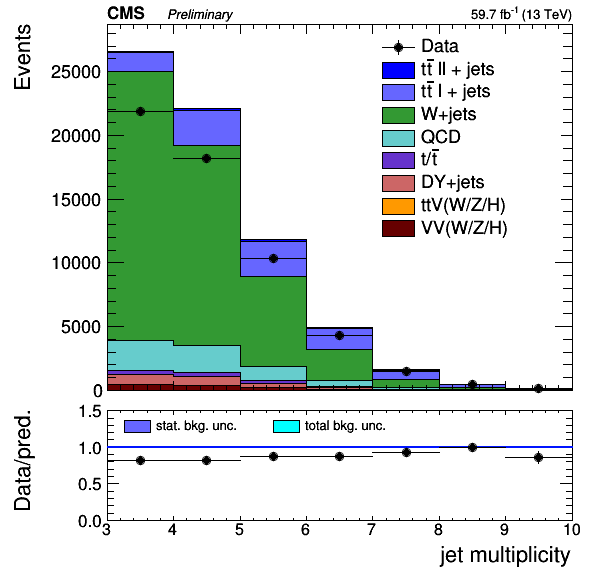 CMS Preliminary 59.7 fb⁻¹ (13 TeV)
Events
25000
20000
15000
10000
5000
0
Data
tt̄ ll + jets
tt̄ l + jets
W+jets
QCD
t/t̄
DY+jets
ttV(W/Z/H)
VV(W/Z/H)
Data/pred.
1.5
1.0
0.5
0.0
stat. bkg. unc. total bkg. unc.
3 4 5 6 7 8 9 10
jet multiplicity